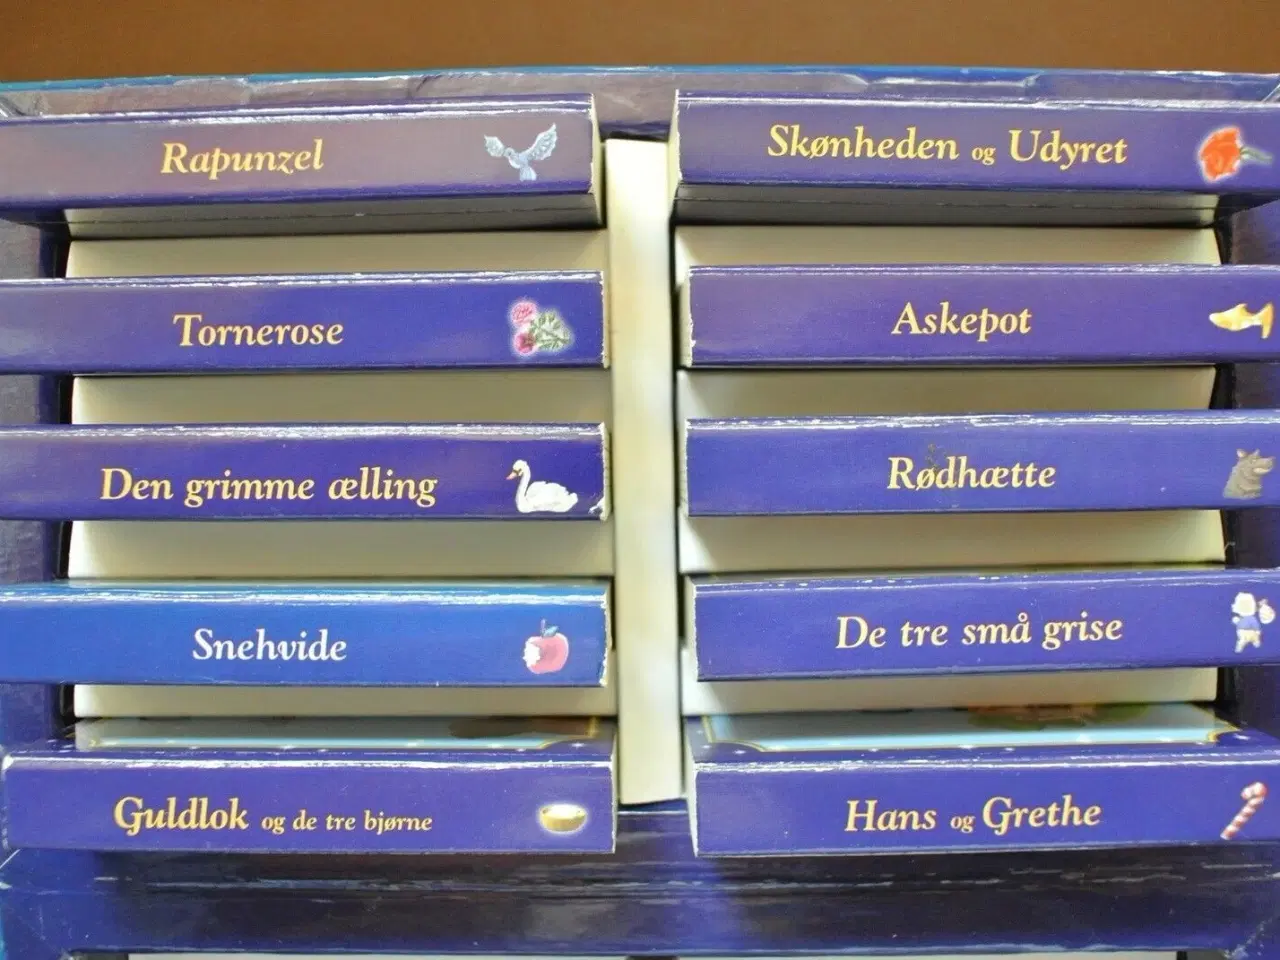 Rapunzel
Tornerose
Den grimme ælling
Snehvide
Guldlok og de tre bjørne
Skønheden og Udyret
Askepot
Rødhætte
De tre små grise
Hans og Grethe